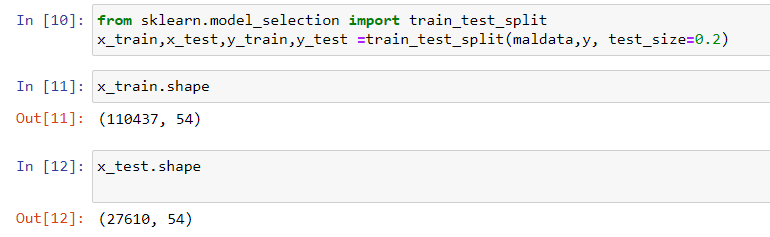 In [10]: from sklearn.model_selection import train_test_split
x_train,x_test,y_train,y_test =train_test_split(maldata,y, test_size=0.2)
In [11]: x_train.shape
Out[11]: (110437, 54)
In [12]: x_test.shape
Out[12]: (27610, 54)